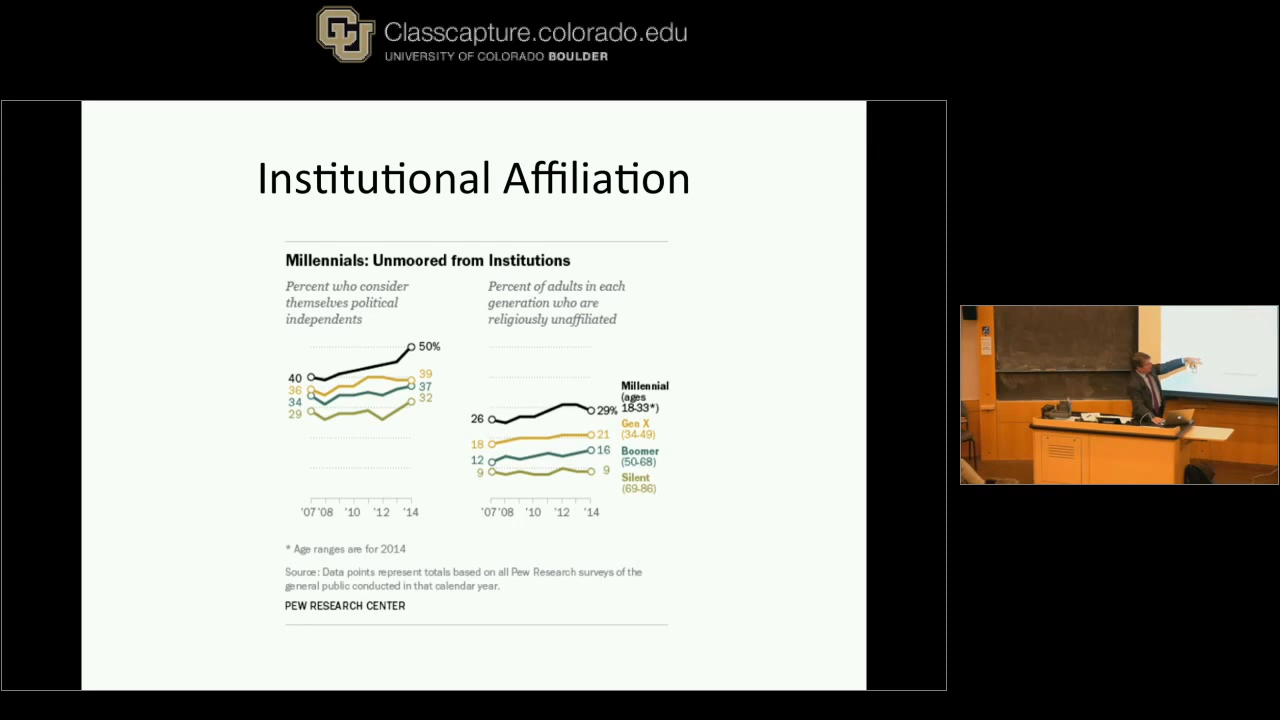 Classcapture.colorado.edu
UNIVERSITY OF COLORADO BOULDER
Institutional Affiliation
Millennials: Unmoored from Institutions
Percent who consider
themselves political
independents
50%
40
36
34
29
39
37
32
'07 '08 '10 '12 '14
Percent of adults in each
generation who are
religiously unaffiliated
26
18
12
9
29%
21
16
9
Millennial
(ages
18-33*)
Gen X
(34-49)
Boomer
(50-68)
Silent
(69-86)
'07 '08 '10 '12 '14
* Age ranges are for 2014
Source: Data points represent totals based on all Pew Research surveys of the
general public conducted in that calendar year.
PEW RESEARCH CENTER